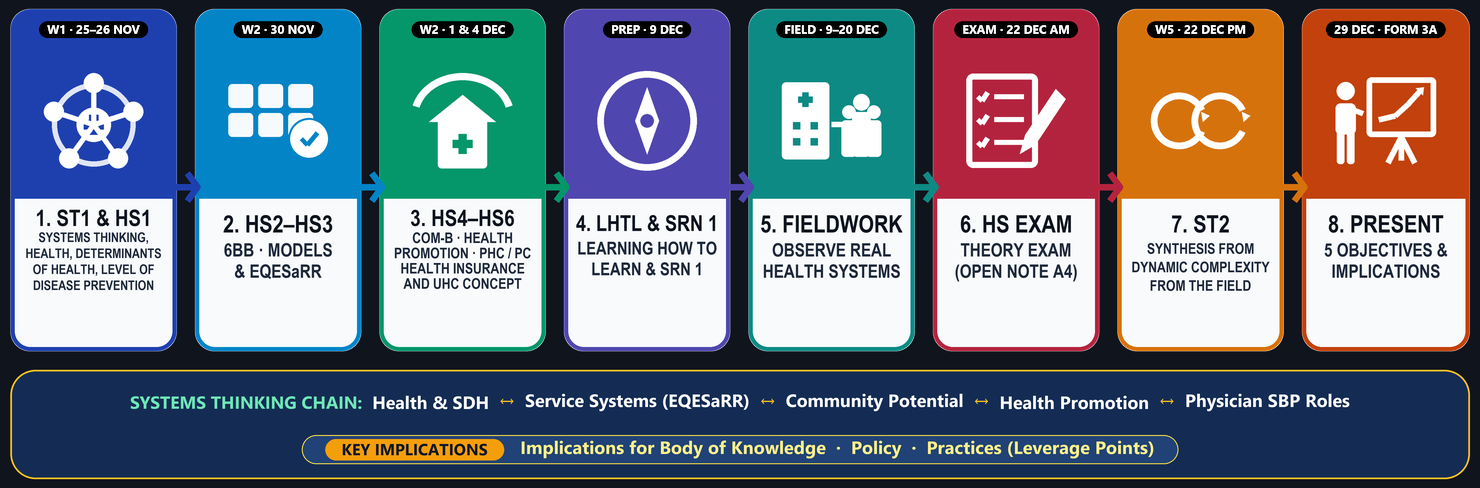 W1 · 25–26 NOV
1. ST1 & HS1
SYSTEMS THINKING,
HEALTH, DETERMINANTS
OF HEALTH, LEVEL OF
DISEASE PREVENTION
W2 · 30 NOV
2. HS2–HS3
6BB · MODELS
& EQESaRR
W2 · 1 & 4 DEC
3. HS4–HS6
COM-B · HEALTH
PROMOTION · PHC / PC
HEALTH INSURANCE
AND UHC CONCEPT
PREP · 9 DEC
4. LHTL & SRN 1
LEARNING HOW TO
LEARN & SRN 1
FIELD · 9–20 DEC
5. FIELDWORK
OBSERVE REAL
HEALTH SYSTEMS
EXAM · 22 DEC AM
6. HS EXAM
THEORY EXAM
(OPEN NOTE A4)
W5 · 22 DEC PM
7. ST2
SYNTHESIS FROM
DYNAMIC COMPLEXITY
FROM THE FIELD
29 DEC · FORM 3A
8. PRESENT
5 OBJECTIVES &
IMPLICATIONS
SYSTEMS THINKING CHAIN: Health & SDH ↔ Service Systems (EQESaRR) ↔ Community Potential ↔ Health Promotion ↔ Physician SBP Roles
KEY IMPLICATIONS Implications for Body of Knowledge · Policy · Practices (Leverage Points)